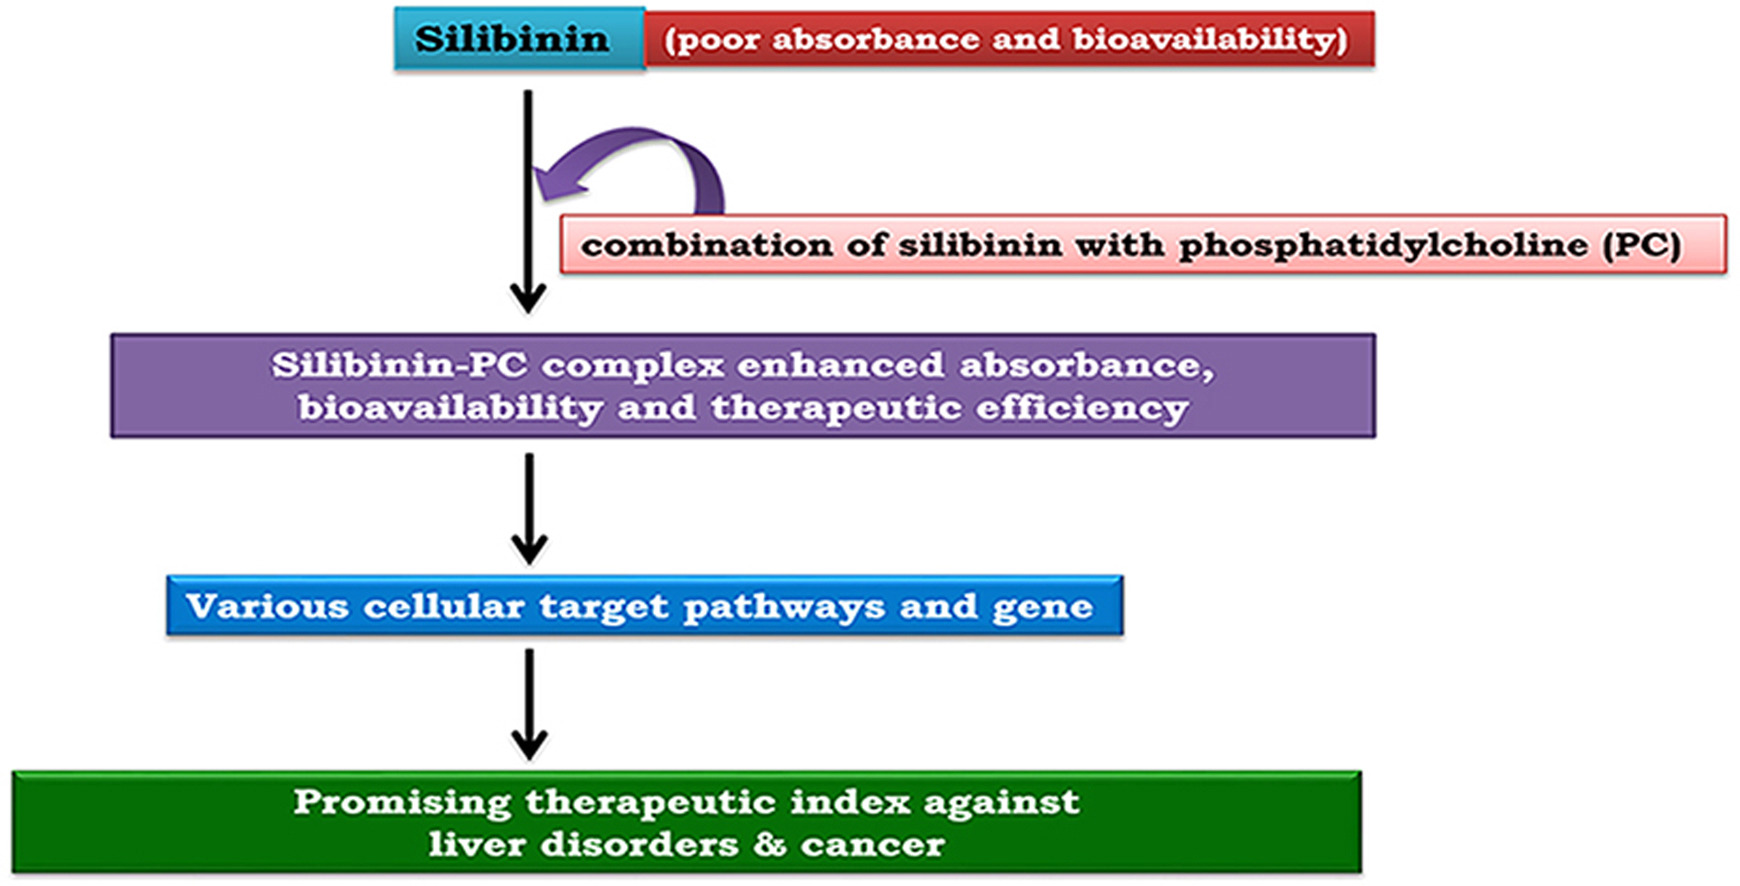 Silibinin (poor absorbance and bioavailability)
combination of silibinin with phosphatidylcholine (PC)
Silibinin-PC complex enhanced absorbance,
bioavailability and therapeutic efficiency
Various cellular target pathways and gene
Promising therapeutic index against
liver disorders & cancer